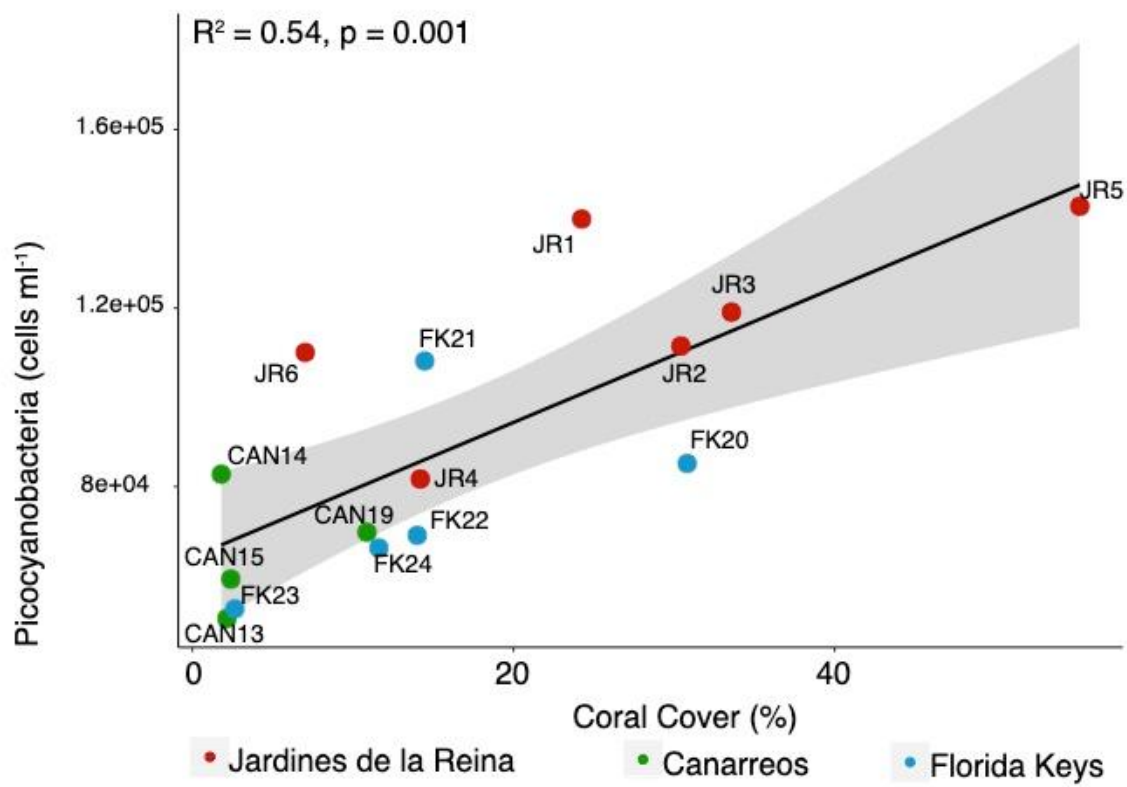 R² = 0.54, p = 0.001
1.6e+05
JR5
JR1
JR3
1.2e+05
FK21
JR6
JR2
FK20
CAN14
8e+04
JR4
CAN19
FK22
CAN15
FK24
FK23
CAN13
Picocyanobacteria (cells ml⁻¹)
0 20 40
Coral Cover (%)
Jardines de la Reina Canarreos Florida Keys